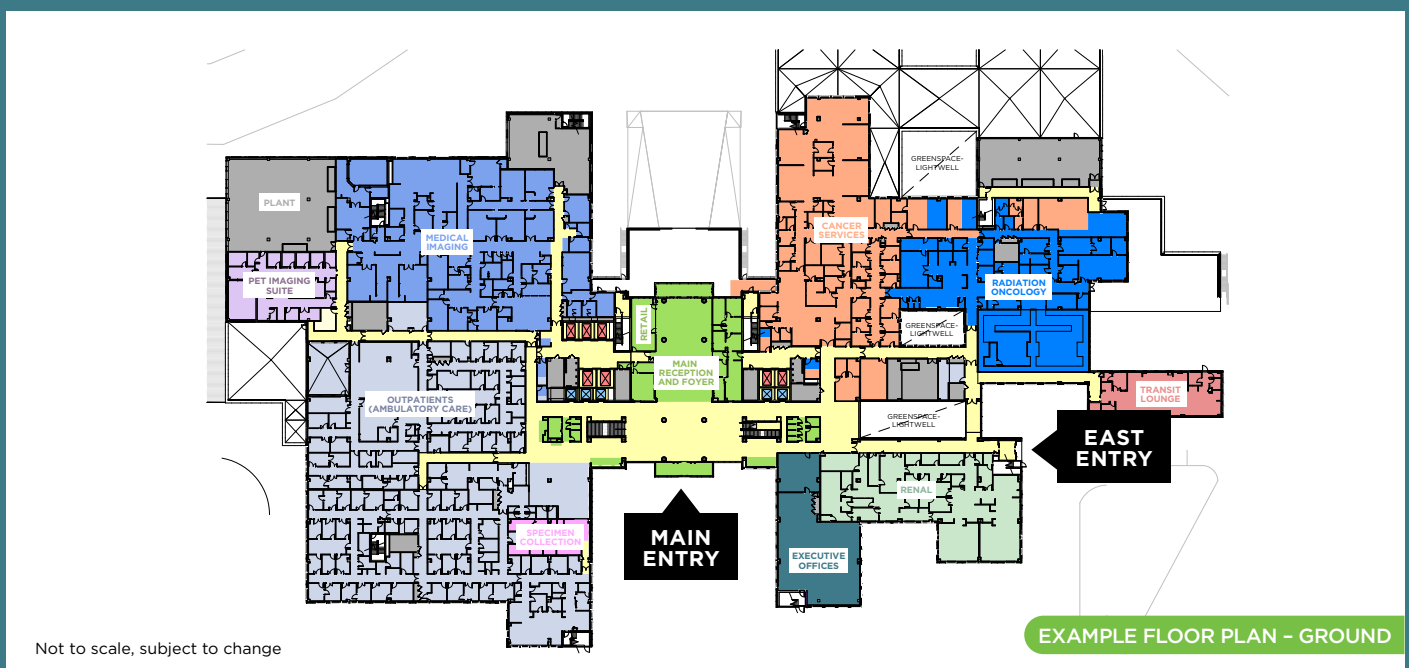 GREENSPACE-
LIGHTWELL
PLANT
CANCER
SERVICES
MEDICAL
IMAGING
PET IMAGING
SUITE
RADIATION
ONCOLOGY
RETAIL
GREENSPACE-
LIGHTWELL
MAIN
RECEPTION
AND FOYER
TRANSIT
LOUNGE
OUTPATIENTS
(AMBULATORY CARE)
GREENSPACE-
LIGHTWELL
EAST
ENTRY
RENAL
SPECIMEN
COLLECTION
MAIN
ENTRY
EXECUTIVE
OFFICES
EXAMPLE FLOOR PLAN – GROUND
Not to scale, subject to change